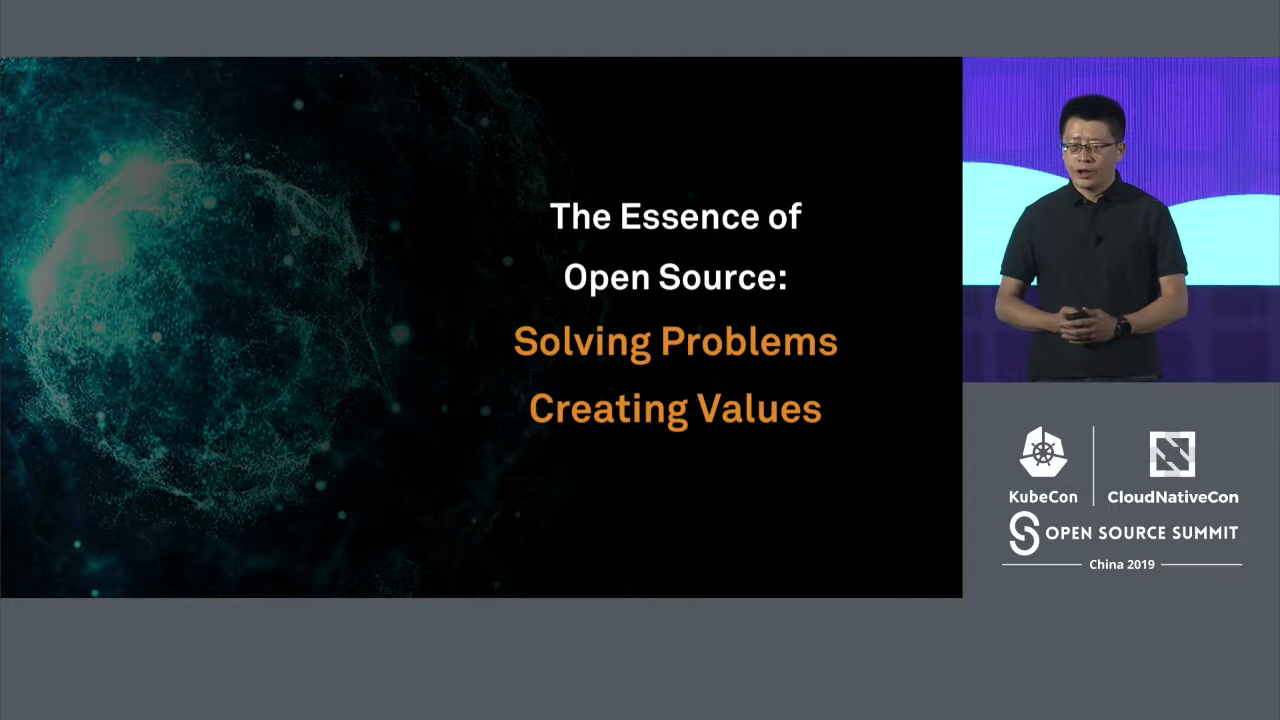 The Essence of
Open Source:
Solving Problems
Creating Values
KubeCon
CloudNativeCon
OPEN SOURCE SUMMIT
China 2019